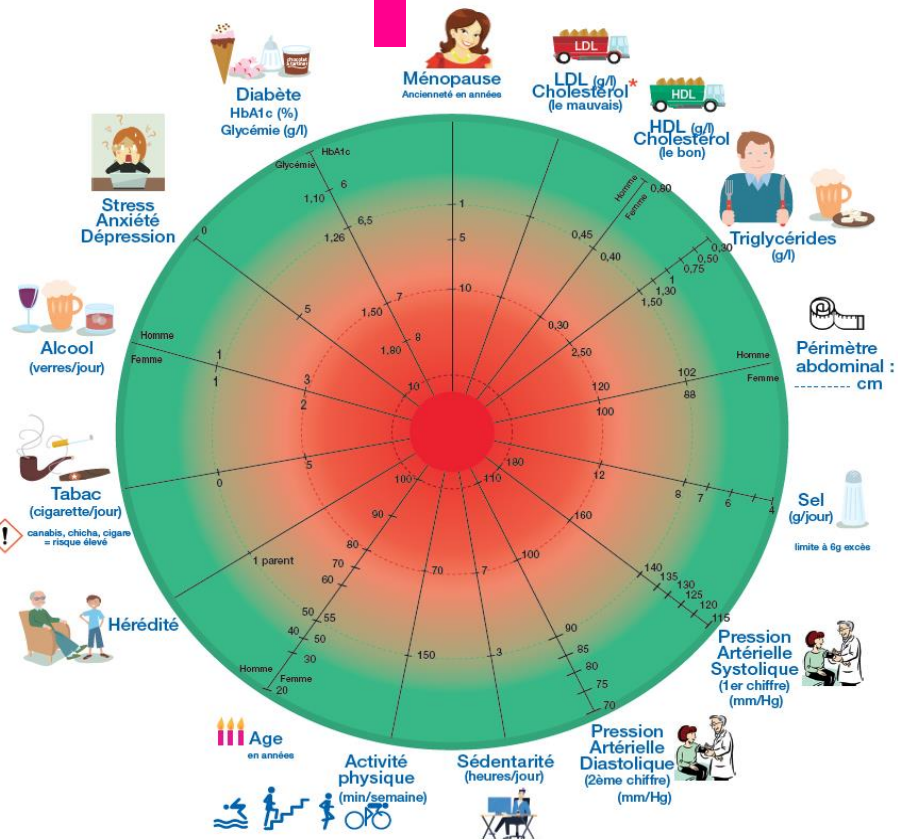 Ménopause
Ancienneté en années
LDL
LDL (g/l)
Cholestérol*
(le mauvais)
HDL
HDL (g/l)
Cholestérol
(le bon)
Triglycérides
(g/l)
Périmètre
abdominal :
-------- cm
Sel
(g/jour)
limite à 6g excès
Pression
Artérielle
Systolique
(1er chiffre)
(mm/Hg)
Pression
Artérielle
Diastolique
(2ème chiffre)
(mm/Hg)
Sédentarité
(heures/jour)
Activité
physique
(min/semaine)
Age
en années
Hérédité
Tabac
(cigarette/jour)
!
canabis, chicha, cigare
= risque élevé
Alcool
(verres/jour)
Stress
Anxiété
Dépression
Diabète
HbA1c (%)
Glycémie (g/l)
1
5
10
Homme
Femme
0,80
0,45
0,40
0,30
0,30
0,50
0,75
1
1,30
1,50
2,50
Homme
Femme
102
88
120
100
4
6
7
8
12
115
120
125
130
135
140
160
180
70
75
80
85
90
100
110
3
7
150
70
Homme
Femme
20
30
40
50
50
55
60
70
80
90
100
1 parent
0
5
Homme
Femme
1
1
3
2
0
5
10
HbA1c
Glycémie
6
1,10
6,5
1,26
7
1,50
8
1,80